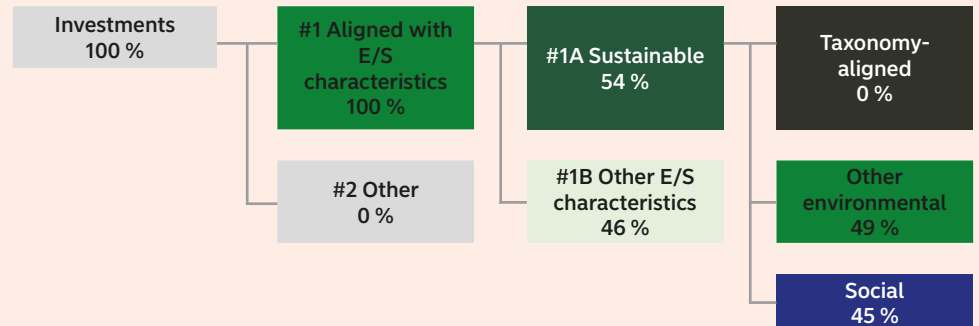 Investments
100 %
#1 Aligned with
E/S
characteristics
100 %
#2 Other
0 %
#1A Sustainable
54 %
#1B Other E/S
characteristics
46 %
Taxonomy-
aligned
0 %
Other
environmental
49 %
Social
45 %